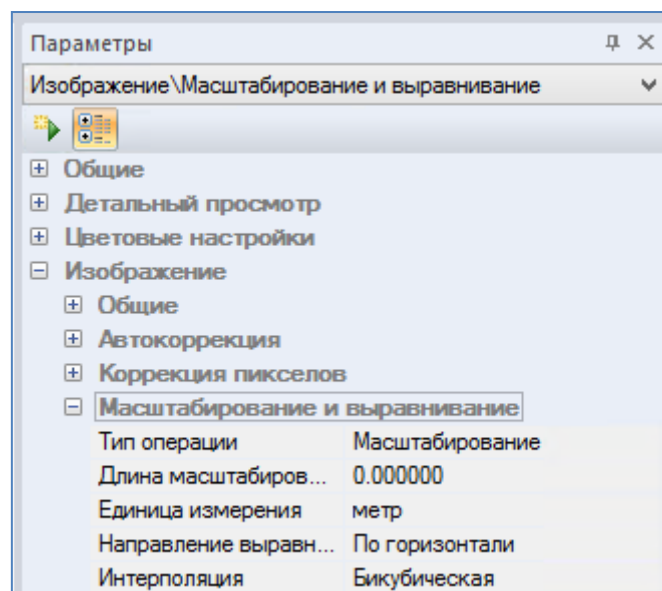 Параметры
Изображение\Масштабирование и выравнивание
Общие
Детальный просмотр
Цветовые настройки
Изображение
Общие
Автокоррекция
Коррекция пикселов
Масштабирование и выравнивание
Тип операции Масштабирование
Длина масштабиров... 0.000000
Единица измерения метр
Направление выравн... По горизонтали
Интерполяция Бикубическая